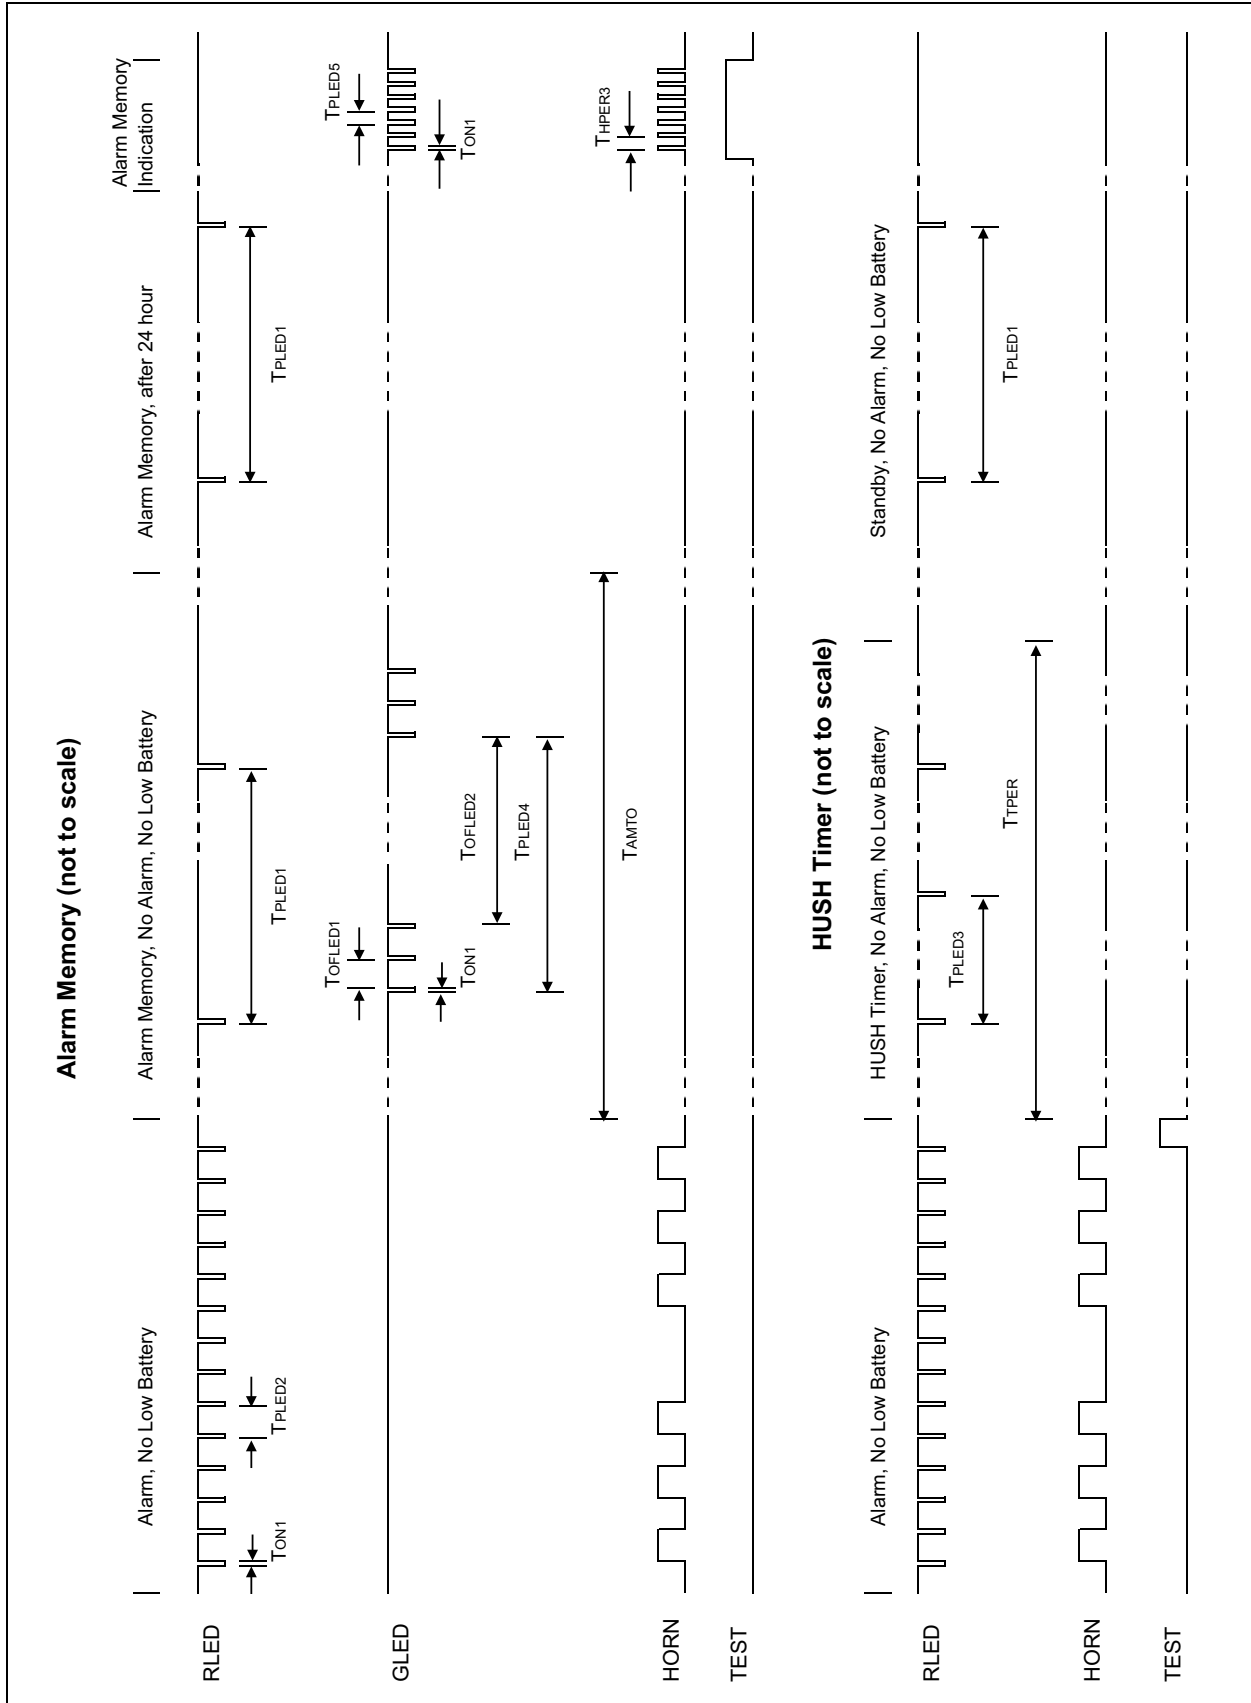 Alarm Memory (not to scale)
Alarm, No Low Battery
Alarm Memory, No Alarm, No Low Battery
Alarm Memory, after 24 hour
Alarm Memory
Indication
RLED
TON1
TPLED2
TPLED1
TPLED1
GLED
TOFLED1
TON1
TOFLED2
TPLED4
TPLED5
TON1
TAMTO
THPER3
HORN
TEST
HUSH Timer (not to scale)
Alarm, No Low Battery
HUSH Timer, No Alarm, No Low Battery
Standby, No Alarm, No Low Battery
RLED
TPLED3
TPLED1
TTPER
HORN
TEST